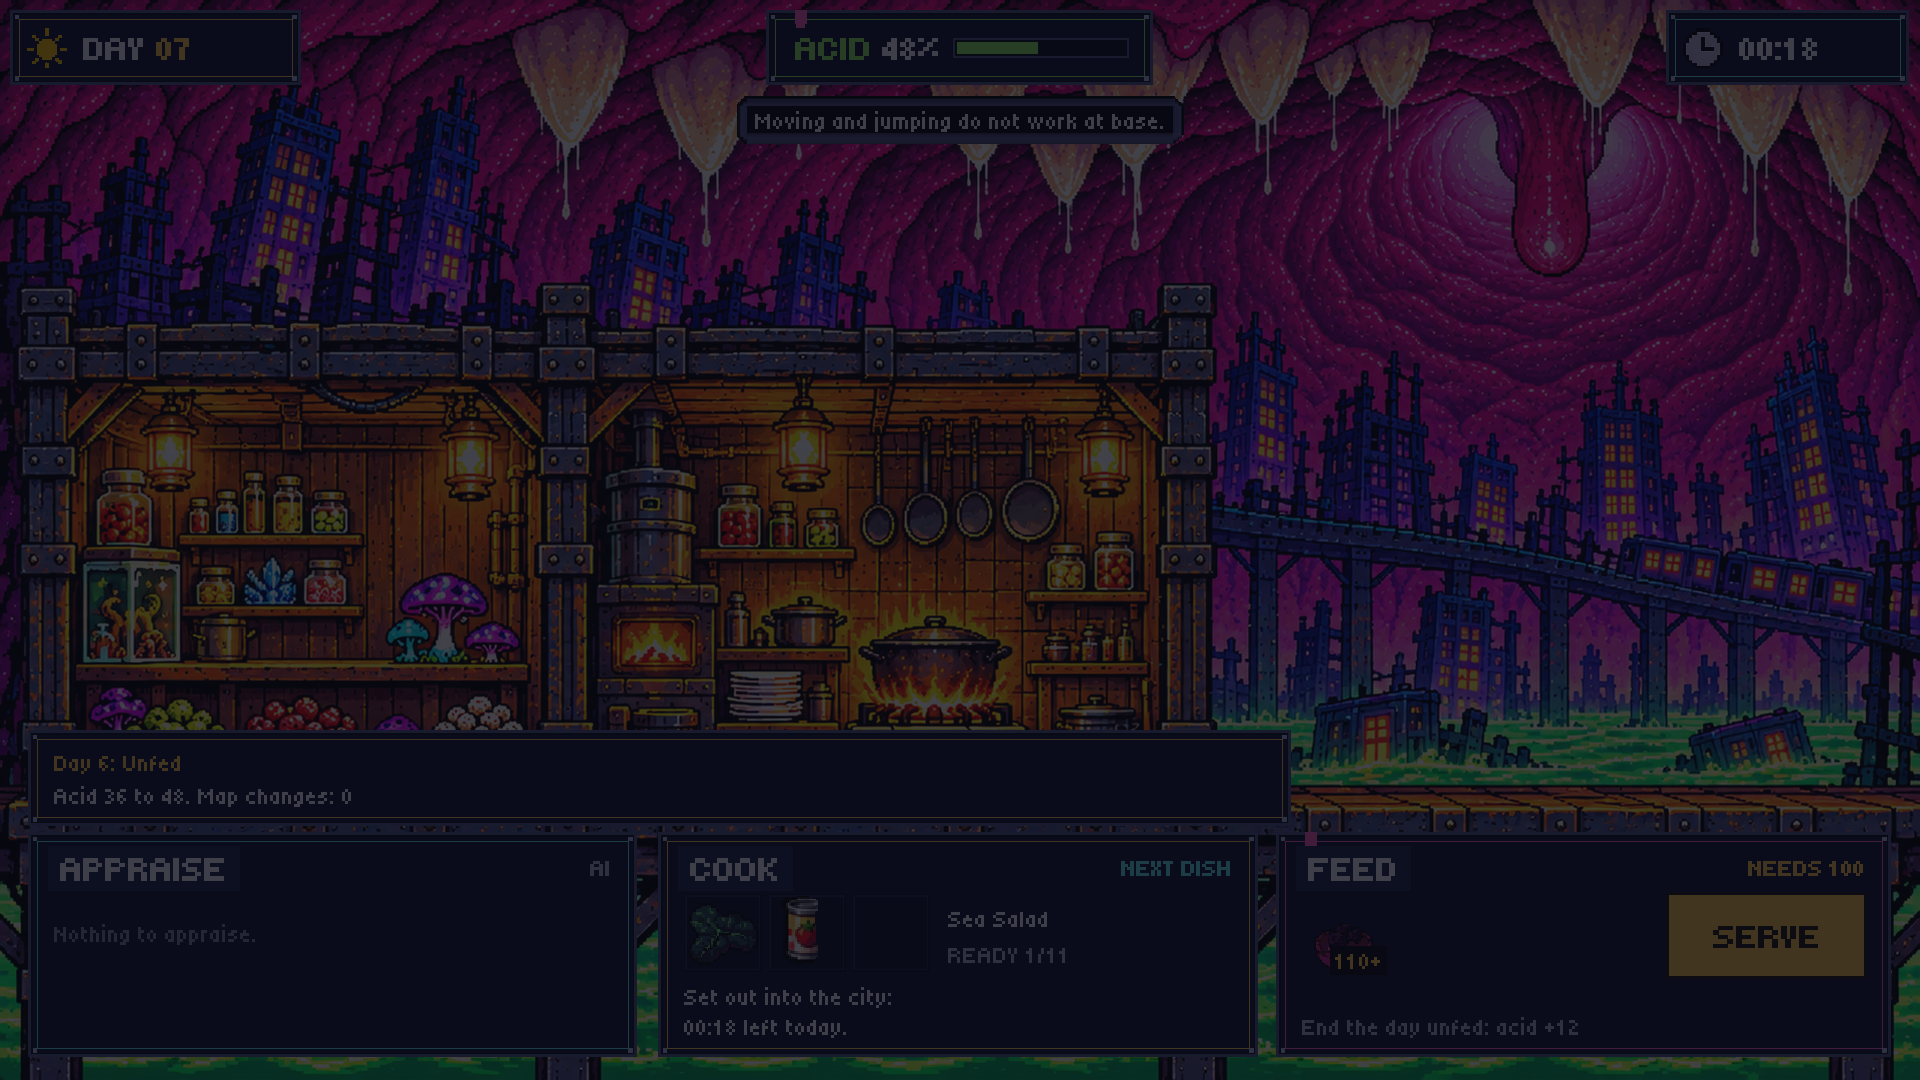 DAY 07
ACID 48%
00:18
Moving and jumping do not work at base.
Day 6: Unfed
Acid 36 to 48. Map changes: 0
APPRAISE
AI
Nothing to appraise.
COOK
NEXT DISH
Sea Salad
READY 1/11
Set out into the city:
00:18 left today.
FEED
NEEDS 100
110+
SERVE
End the day unfed: acid +12